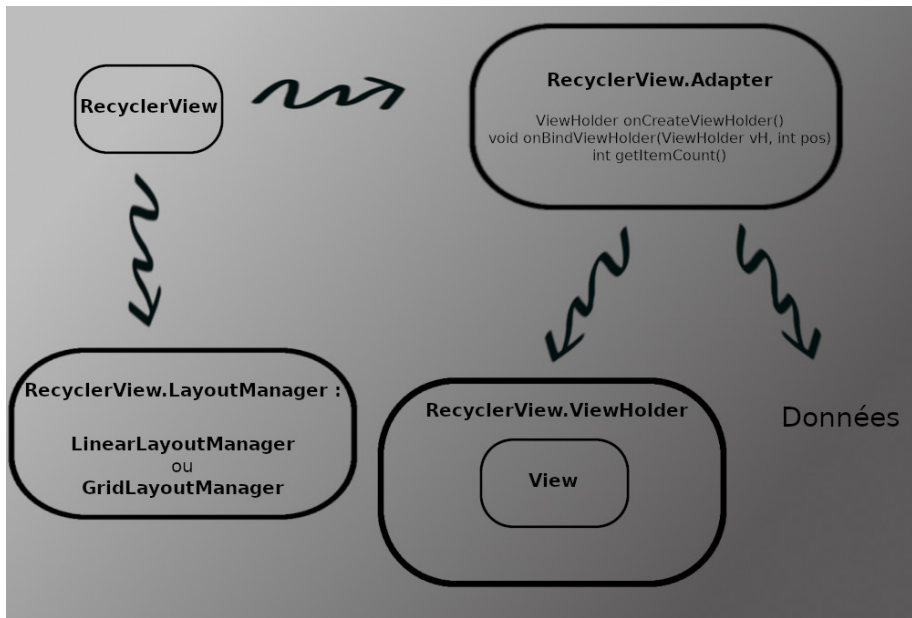 RecyclerView
RecyclerView.Adapter
ViewHolder onCreateViewHolder()
void onBindViewHolder(ViewHolder vH, int pos)
int getItemCount()
RecyclerView.LayoutManager :
LinearLayoutManager
ou
GridLayoutManager
RecyclerView.ViewHolder
View
Données